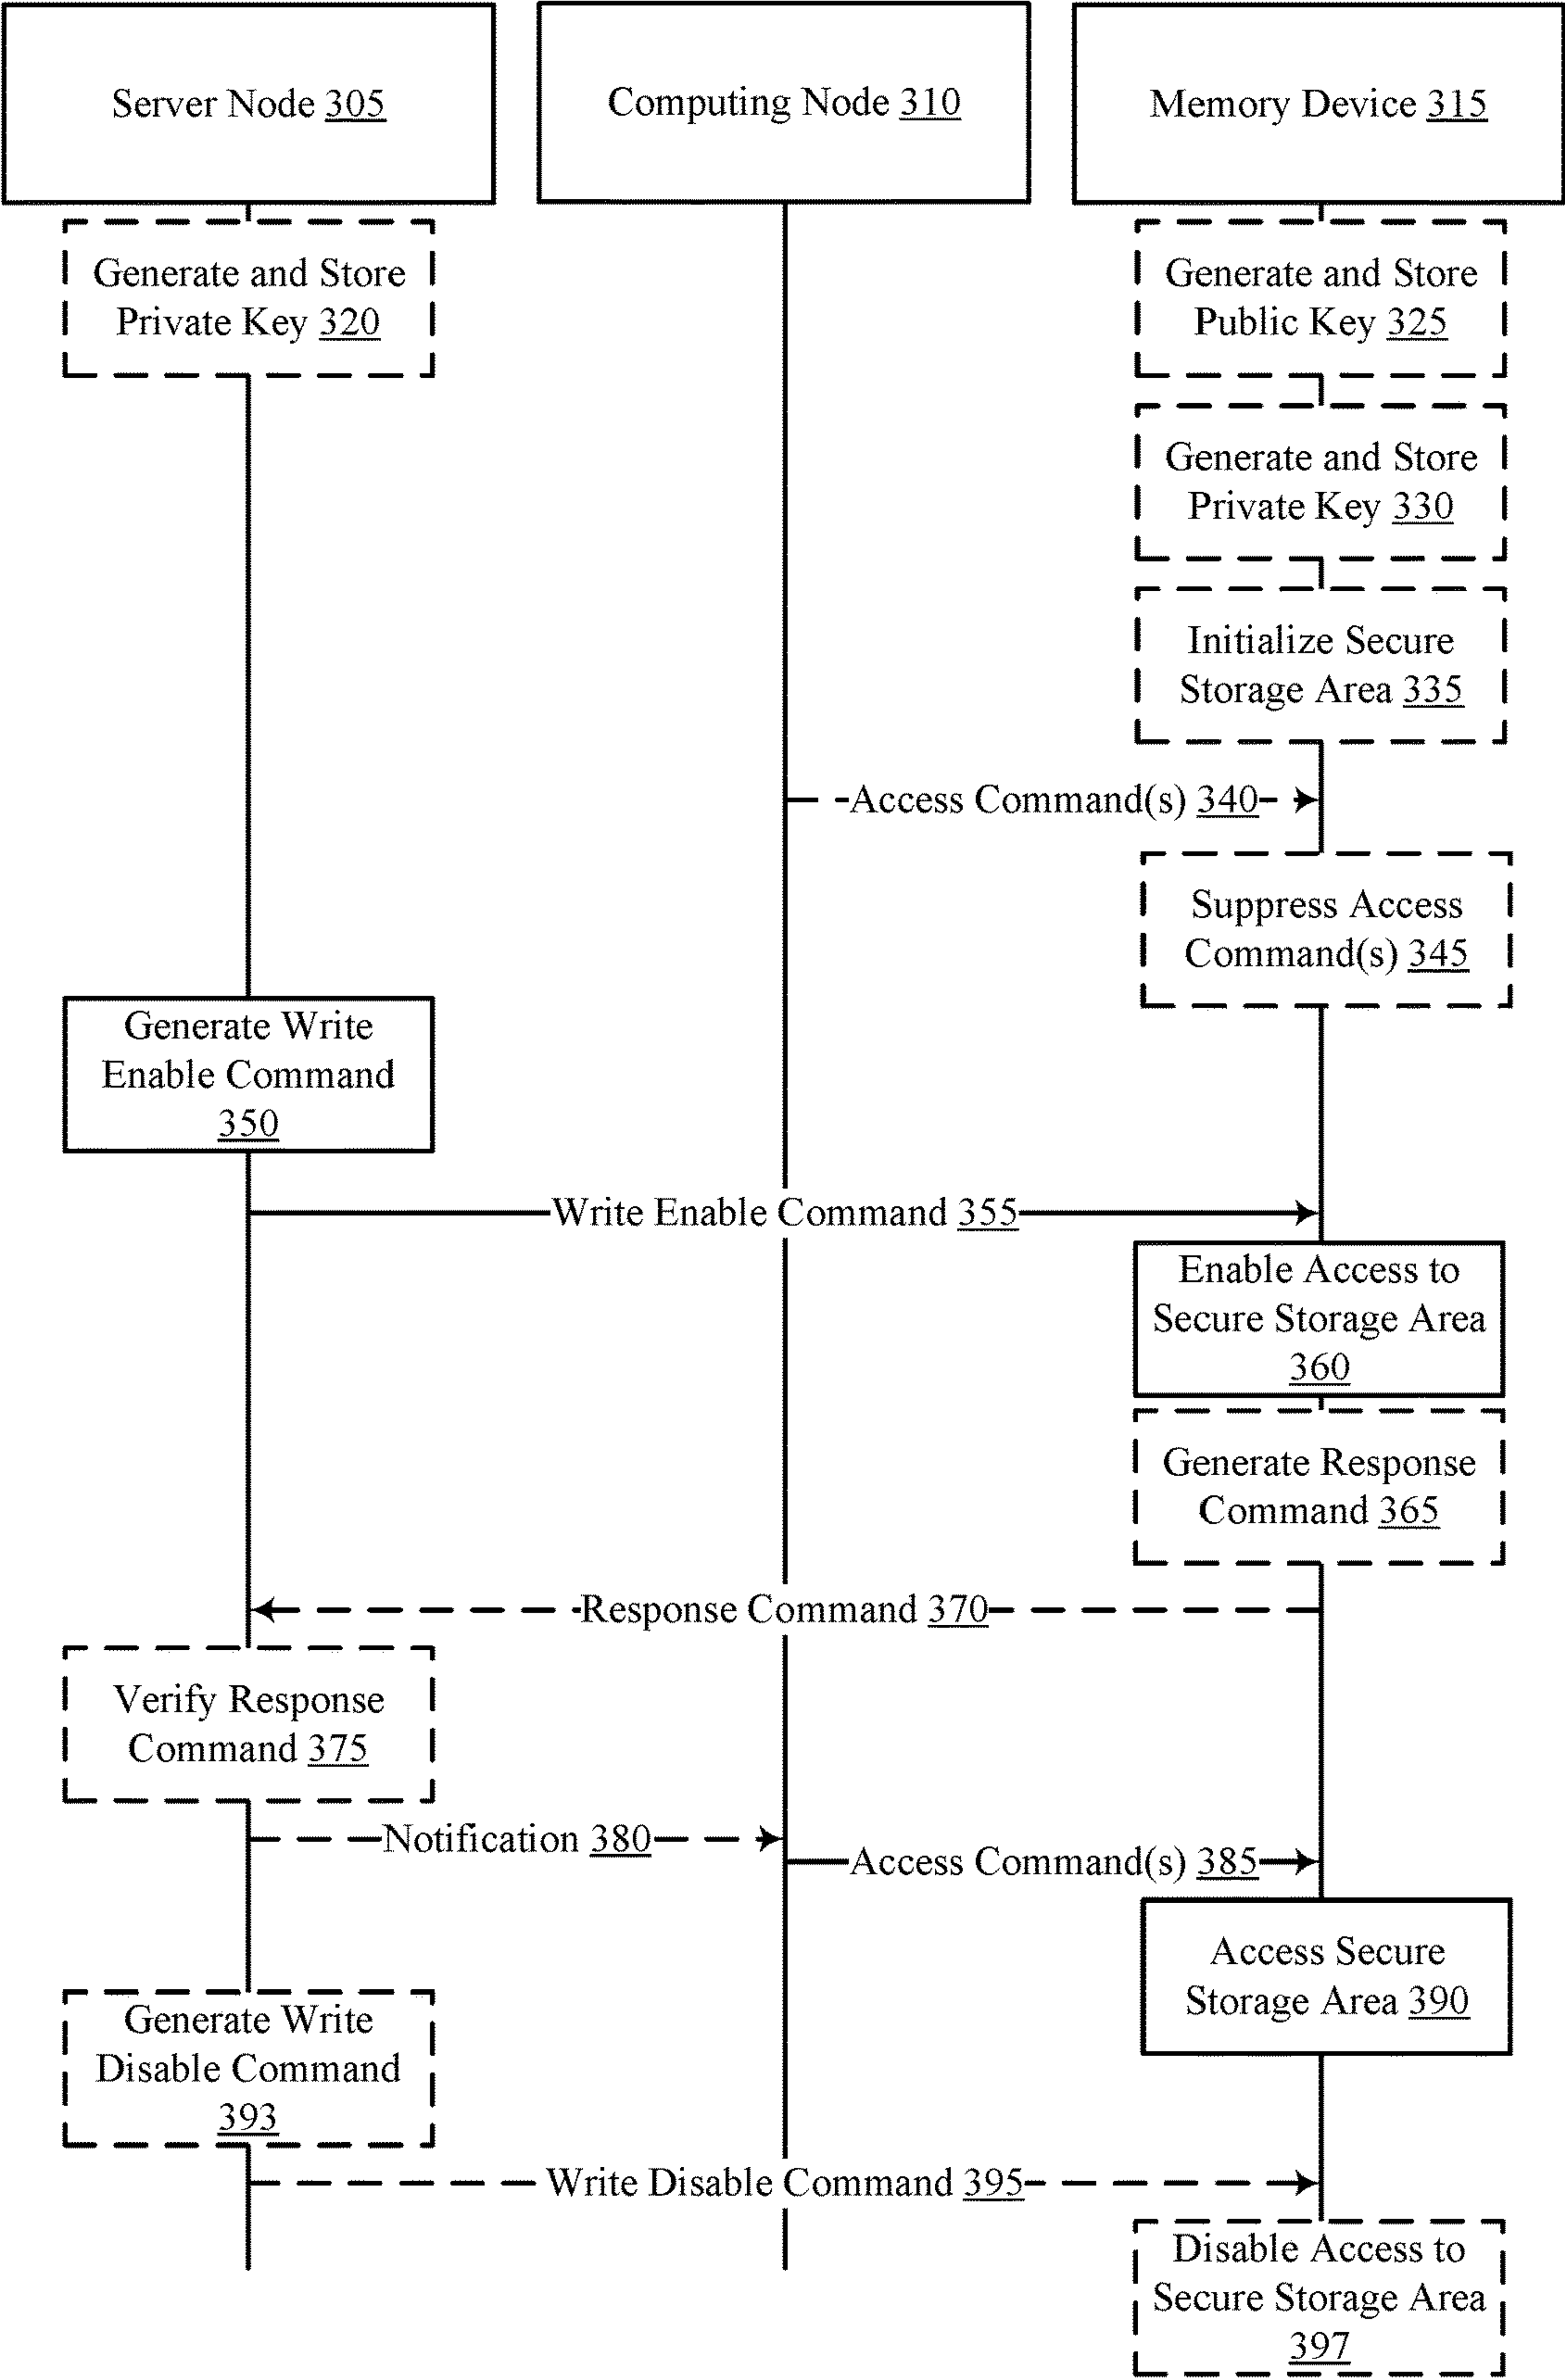 Server Node 305
Computing Node 310
Memory Device 315
Generate and Store
Private Key 320
Generate and Store
Public Key 325
Generate and Store
Private Key 330
Initialize Secure
Storage Area 335
Access Command(s) 340
Suppress Access
Command(s) 345
Generate Write
Enable Command
350
Write Enable Command 355
Enable Access to
Secure Storage Area
360
Generate Response
Command 365
Response Command 370
Verify Response
Command 375
Notification 380
Access Command(s) 385
Access Secure
Storage Area 390
Generate Write
Disable Command
393
Write Disable Command 395
Disable Access to
Secure Storage Area
397